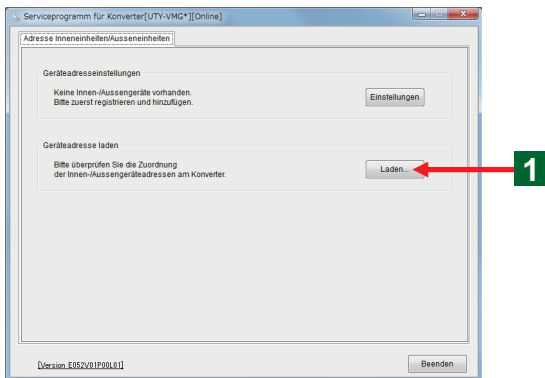 Serviceprogramm für Konverter[UTY-VMG*][Online]
Adresse Inneneinheiten/Ausseneinheiten
Geräteadresseinstellungen
Keine Innen-/Aussengeräte vorhanden.
Bitte zuerst registrieren und hinzufügen.
Einstellungen
Geräteadresse laden
Bitte überprüfen Sie die Zuordnung
der Innen-/Aussengeräteadressen am Konverter.
Laden...
1
[Version E052V01P00L01]
Beenden